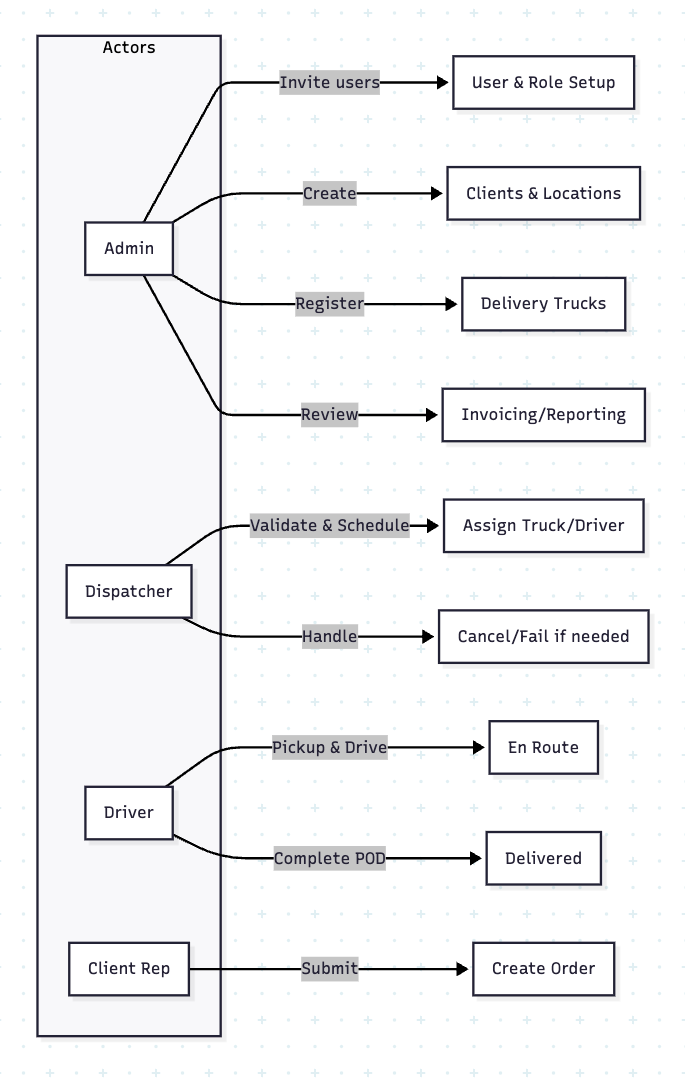 Actors
Invite users
User & Role Setup
Create
Clients & Locations
Admin
Register
Delivery Trucks
Review
Invoicing/Reporting
Validate & Schedule
Assign Truck/Driver
Dispatcher
Handle
Cancel/Fail if needed
Pickup & Drive
En Route
Driver
Complete POD
Delivered
Client Rep
Submit
Create Order